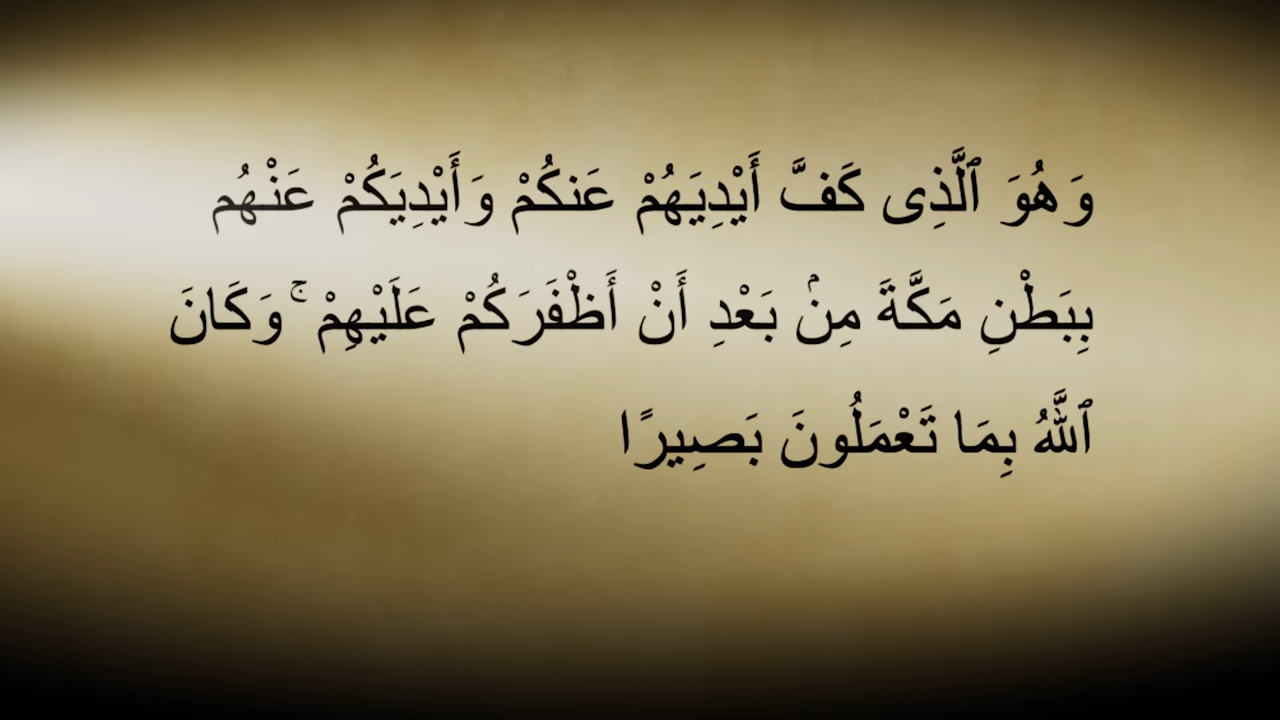 وَهُوَ ٱلَّذِى كَفَّ أَيْدِيَهُمْ عَنكُمْ وَأَيْدِيَكُمْ عَنْهُم
بِبَطْنِ مَكَّةَ مِنۢ بَعْدِ أَنْ أَظْفَرَكُمْ عَلَيْهِمْ ۚ وَكَانَ
ٱللَّهُ بِمَا تَعْمَلُونَ بَصِيرًا